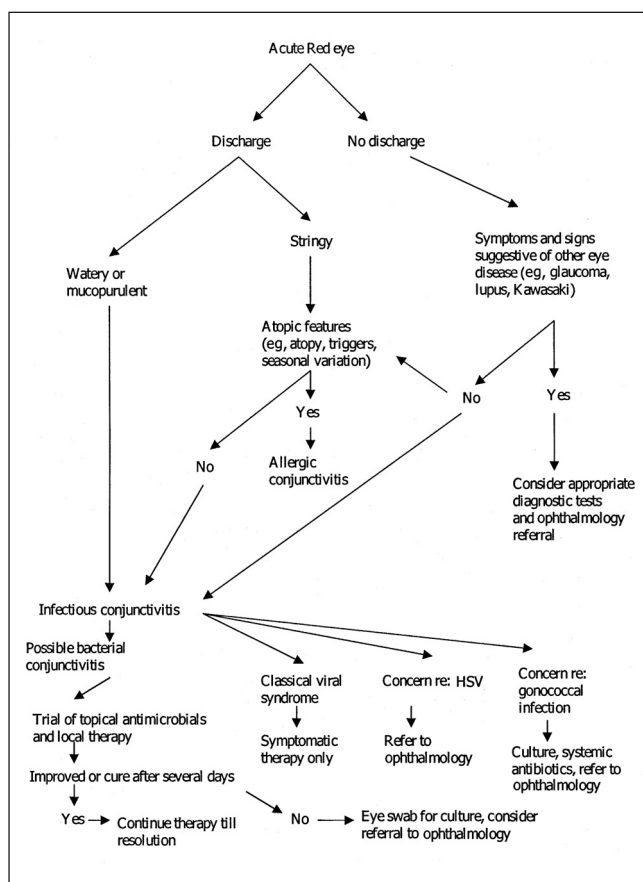 Acute Red eye
Discharge
No discharge
Stringy
Symptoms and signs
suggestive of other eye
disease (eg, glaucoma,
lupus, Kawasaki)
Watery or
mucopurulent
Atopic features
(eg, atopy, triggers,
seasonal variation)
No
Yes
Yes
No
Allergic
conjunctivitis
Consider appropriate
diagnostic tests
and ophthalmology
referral
Infectious conjunctivitis
Possible bacterial
conjunctivitis
Classical viral
syndrome
Concern re: HSV
Concern re:
gonococcal
infection
Trial of topical antimicrobials
and local therapy
Symptomatic
therapy only
Refer to
ophthalmology
Culture, systemic
antibiotics, refer to
ophthalmology
Improved or cure after several days
Yes
Continue therapy till
resolution
No
Eye swab for culture, consider
referral to ophthalmology